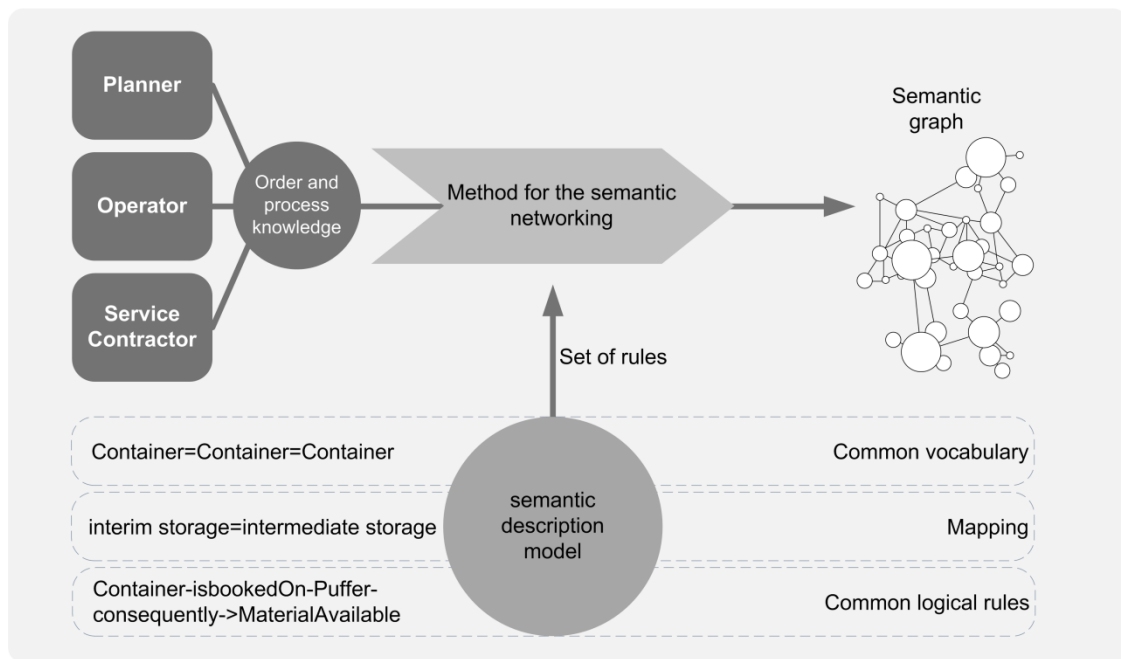 Planner
Operator
Service
Contractor
Order and
process
knowledge
Method for the semantic
networking
Semantic
graph
Set of rules
Container=Container=Container
Common vocabulary
interim storage=intermediate storage
Mapping
Container-isbookedOn-Puffer-
consequently->MaterialAvailable
Common logical rules
semantic
description
model